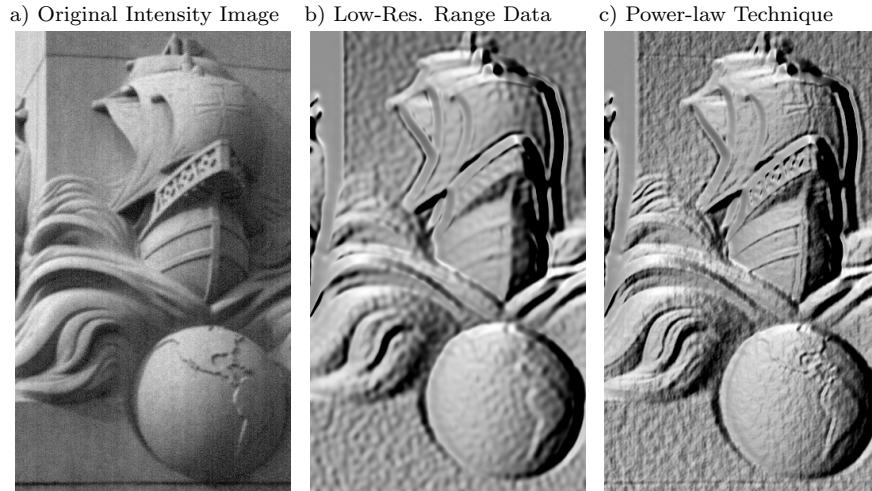 a) Original Intensity Image
b) Low-Res. Range Data
c) Power-law Technique